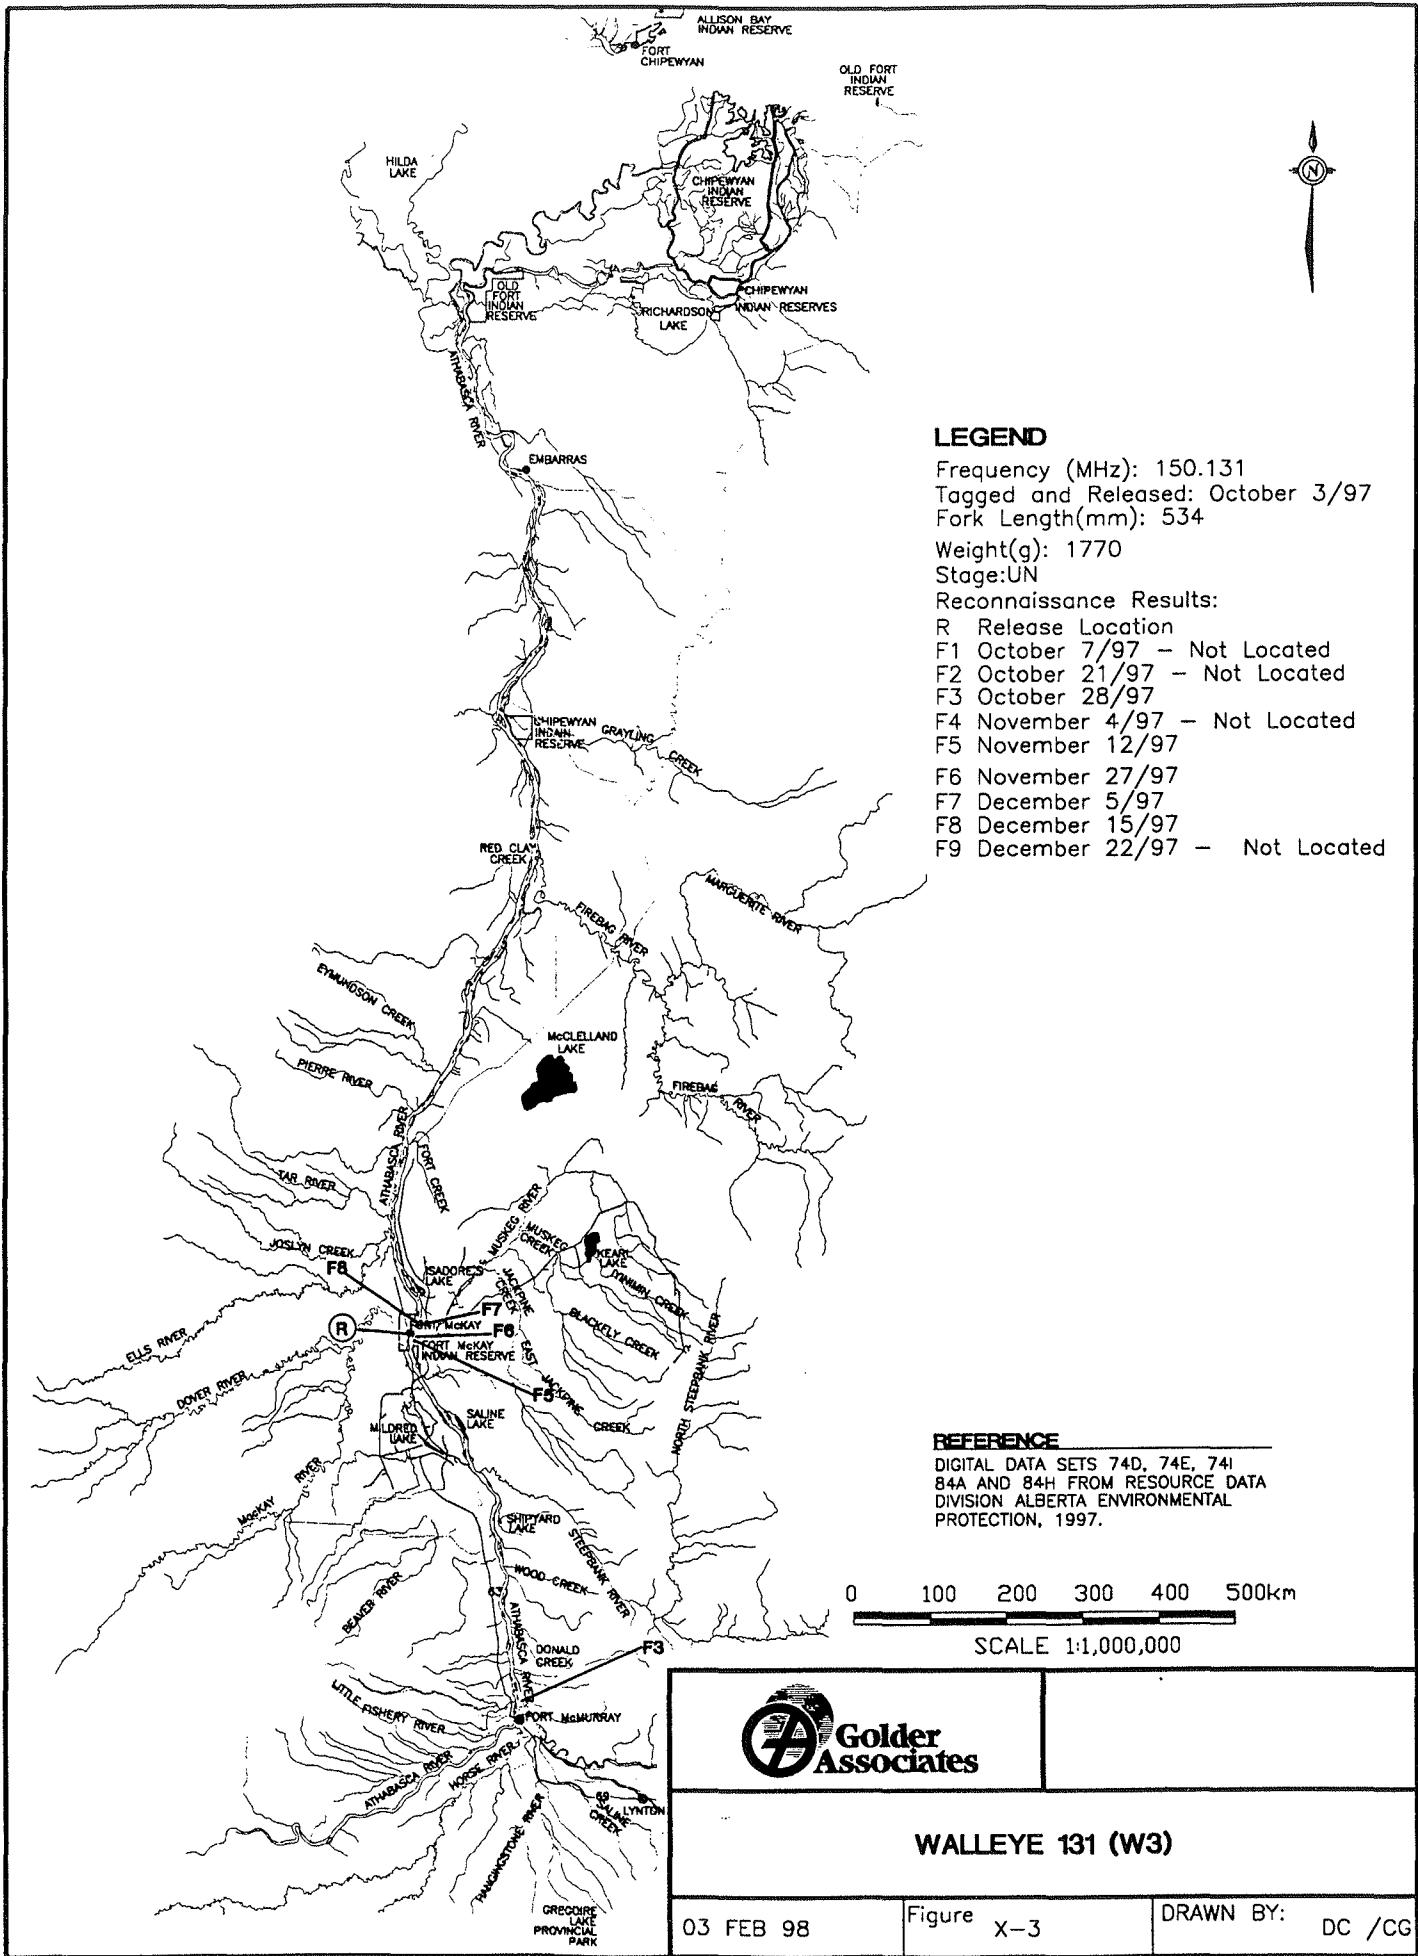 ALLISON BAY
INDIAN RESERVE
FORT
CHIPEWYAN
OLD FORT
INDIAN
RESERVE
HILDA
LAKE
CHIPEWYAN
INDIAN
RESERVE
N
OLD
FORT
INDIAN
RESERVE
CHIPEWYAN
INDIAN RESERVES
RICHARDSON
LAKE
ATHABASCA RIVER
EMBARRAS
LEGEND
Frequency (MHz): 150.131
Tagged and Released: October 3/97
Fork Length(mm): 534
Weight(g): 1770
Stage:UN
Reconnaissance Results:
R Release Location
F1 October 7/97 – Not Located
F2 October 21/97 – Not Located
F3 October 28/97
F4 November 4/97 – Not Located
F5 November 12/97
F6 November 27/97
F7 December 5/97
F8 December 15/97
F9 December 22/97 – Not Located
CHIPEWYAN
INDAIN
RESERVE
GRAYLING CREEK
RED CLAY
CREEK
MARGUERITE RIVER
FIREBAG RIVER
EYMUNDSON CREEK
McCLELLAND
LAKE
PIERRE RIVER
FIREBAG RIVER
ATHABASCA RIVER
FORT CREEK
TAR RIVER
MUSKEG RIVER
MUSKEG
CREEK
JOSLYN CREEK
KEARL
LAKE
F8
ISADORE'S
LAKE
JACKPINE
CREEK
IYINIMIN CREEK
F7
BLACKFLY CREEK
R
FORT McKAY
F6
FORT McKAY
INDIAN RESERVE
ELLS RIVER
EAST JACKPINE CREEK
NORTH STEEPBANK RIVER
DOVER RIVER
F5
SALINE
LAKE
MILDRED
LAKE
REFERENCE
DIGITAL DATA SETS 74D, 74E, 74I
84A AND 84H FROM RESOURCE DATA
DIVISION ALBERTA ENVIRONMENTAL
PROTECTION, 1997.
MacKAY RIVER
SHIPYARD
LAKE
STEEPBANK RIVER
WOOD CREEK
BEAVER RIVER
63
0 100 200 300 400 500km
SCALE 1:1,000,000
ATHABASCA RIVER
DONALD
CREEK
F3
LITTLE FISHERY RIVER
FORT McMURRAY
ATHABASCA RIVER
HORSE RIVER
69
SALINE
CREEK
LYNTON
HANGINGSTONE RIVER
GREGOIRE
LAKE
PROVINCIAL
PARK
Golder
Associates
WALLEYE 131 (W3)
03 FEB 98
Figure X–3
DRAWN BY: DC /CG